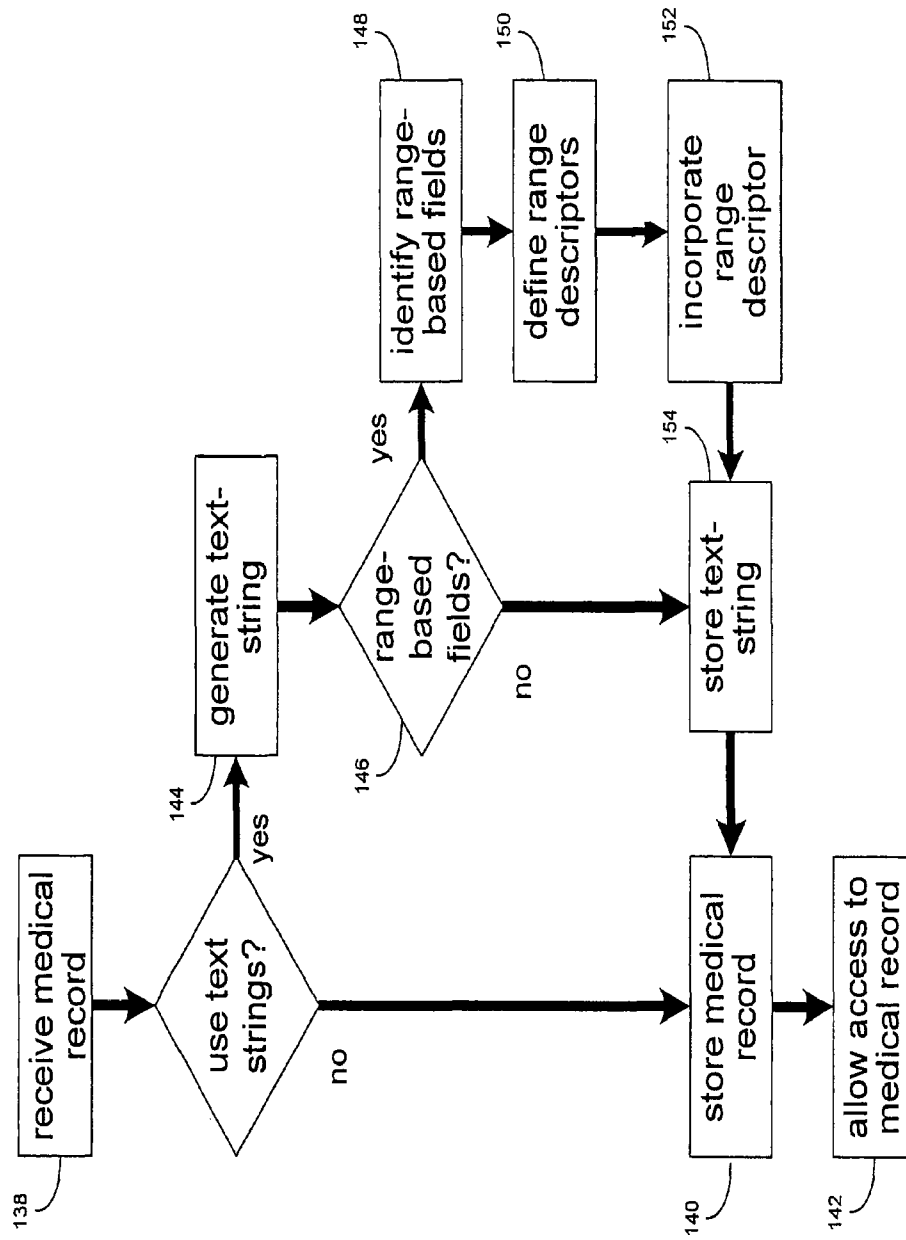 138
receive medical
record
use text
strings?
yes
no
144
generate text-
string
146
range-
based
fields?
yes
no
148
identify range-
based fields
150
define range
descriptors
152
incorporate
range
descriptor
154
store text-
string
140
store medical
record
142
allow access to
medical record